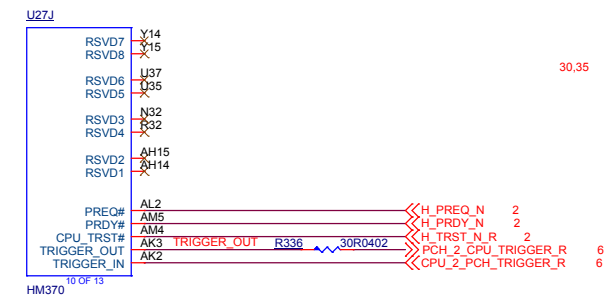 U27J
RSVD7 Y14
RSVD8 Y15
30,35
RSVD6 U37
RSVD5 U35
RSVD3 N32
RSVD4 R32
RSVD2 AH15
RSVD1 AH14
PREQ# AL2 H_PREQ_N 2
PRDY# AM5 H_PRDY_N 2
CPU_TRST# AM4 H_TRST_N_R 2
TRIGGER_OUT AK3 TRIGGER_OUT R336 30R0402 PCH_2_CPU_TRIGGER_R 6
TRIGGER_IN AK2 CPU_2_PCH_TRIGGER_R 6
10 OF 13
HM370